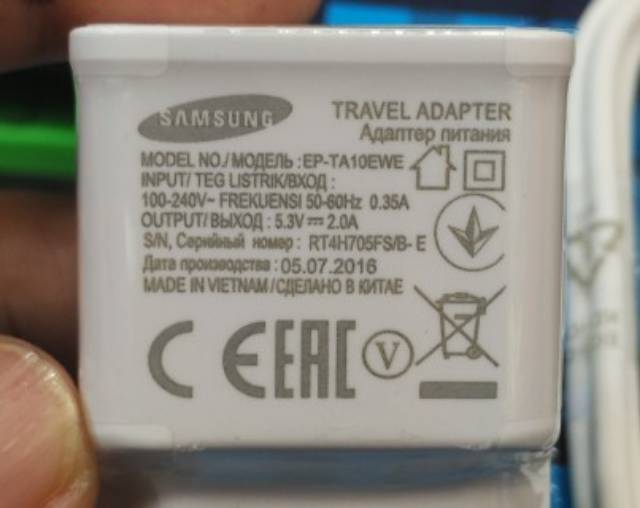 SAMSUNG
TRAVEL ADAPTER
Адаптер питания
MODEL NO./МОДЕЛЬ :EP-TA10EWE
INPUT/ TEG LISTRIK/ВХОД :
100-240V~ FREKUENSI 50-60Hz 0.35A
OUTPUT/ВЫХОД : 5.3V⎓2.0A
S/N, Серийный номер : RT4H705FS/B- E
Дата производства : 05.07.2016
MADE IN VIETNAM/СДЕЛАНО В КИТАЕ
CE EAC V